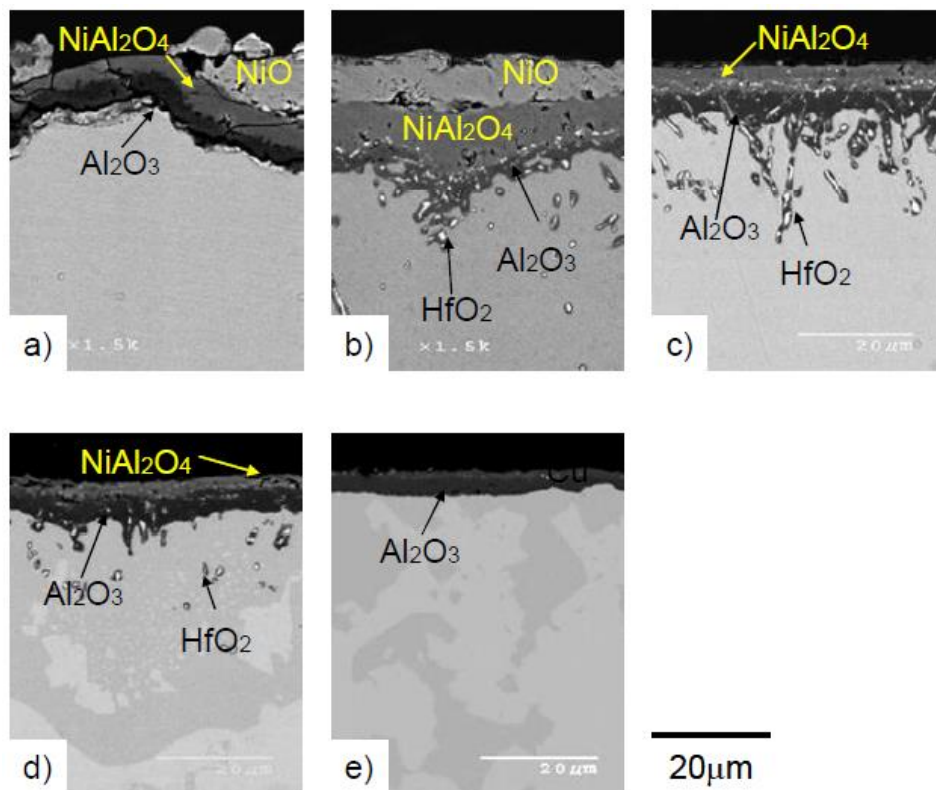 NiAl2O4
NiO
Al2O3
a)
×1.5k
NiO
NiAl2O4
Al2O3
HfO2
b)
×1.5k
NiAl2O4
Al2O3
HfO2
c)
20μm
NiAl2O4
Al2O3
HfO2
d)
20μm
Cu
Al2O3
e)
20μm
20μm